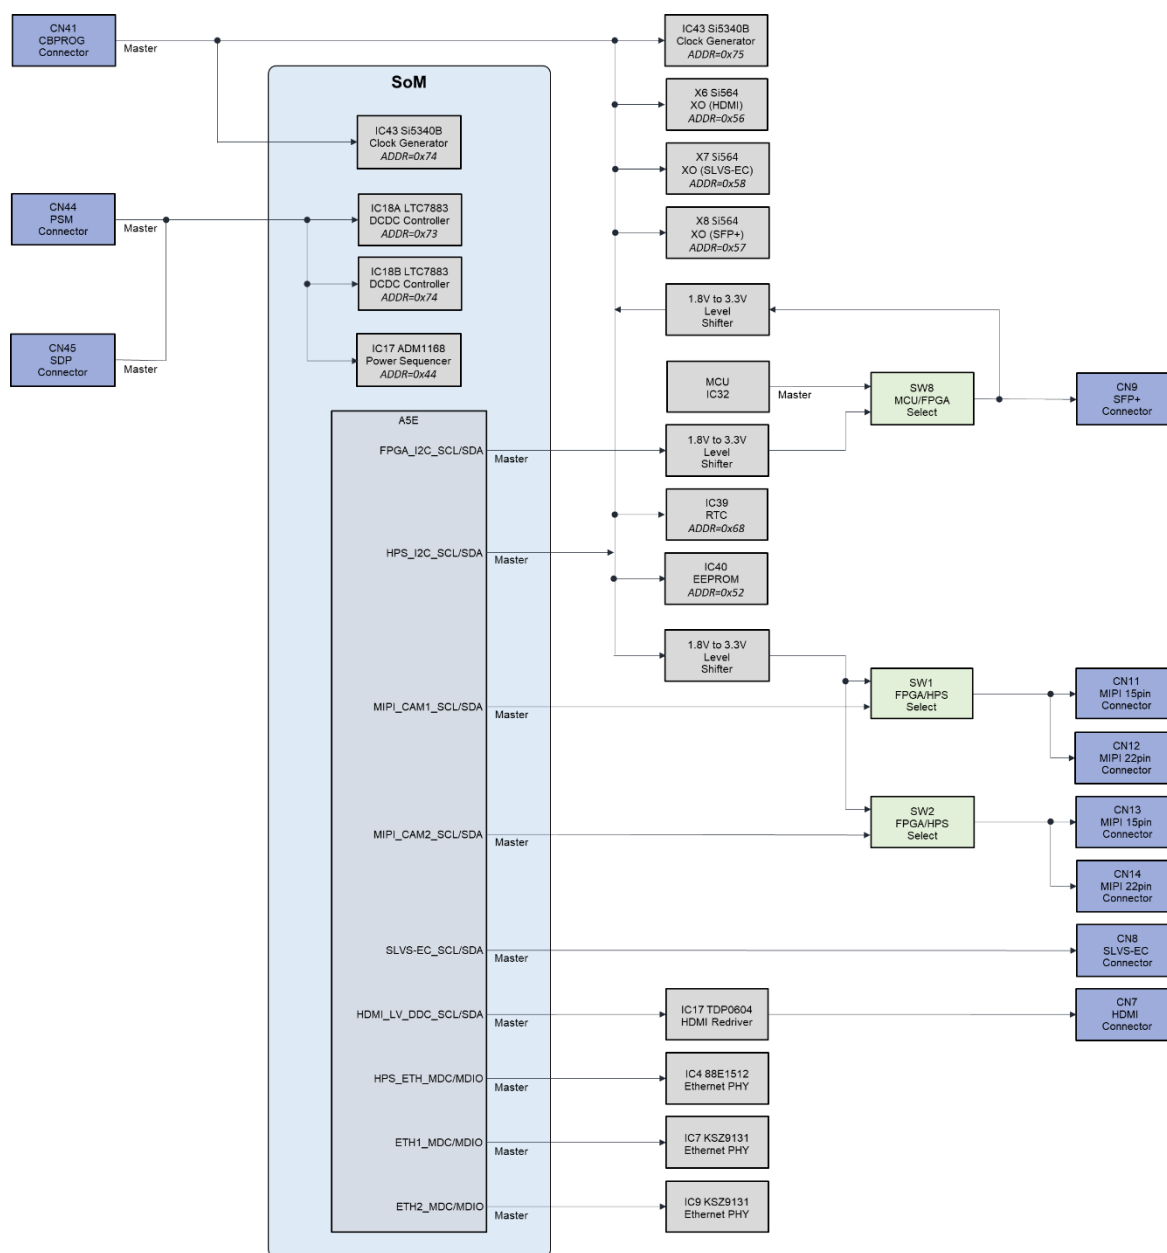 CN41
CBPROG
Connector
Master
IC43 Si5340B
Clock Generator
ADDR=0x75
SoM
X6 Si564
XO (HDMI)
ADDR=0x56
IC43 Si5340B
Clock Generator
ADDR=0x74
X7 Si564
XO (SLVS-EC)
ADDR=0x58
CN44
PSM
Connector
Master
IC18A LTC7883
DCDC Controller
ADDR=0x73
X8 Si564
XO (SFP+)
ADDR=0x57
IC18B LTC7883
DCDC Controller
ADDR=0x74
1.8V to 3.3V
Level
Shifter
CN45
SDP
Connector
Master
IC17 ADM1168
Power Sequencer
ADDR=0x44
MCU
IC32
Master
SW8
MCU/FPGA
Select
CN9
SFP+
Connector
A5E
FPGA_I2C_SCL/SDA
Master
1.8V to 3.3V
Level
Shifter
IC39
RTC
ADDR=0x68
HPS_I2C_SCL/SDA
Master
IC40
EEPROM
ADDR=0x52
1.8V to 3.3V
Level
Shifter
SW1
FPGA/HPS
Select
CN11
MIPI 15pin
Connector
MIPI_CAM1_SCL/SDA
Master
CN12
MIPI 22pin
Connector
SW2
FPGA/HPS
Select
CN13
MIPI 15pin
Connector
MIPI_CAM2_SCL/SDA
Master
CN14
MIPI 22pin
Connector
SLVS-EC_SCL/SDA
Master
CN8
SLVS-EC
Connector
HDMI_LV_DDC_SCL/SDA
Master
IC17 TDP0604
HDMI Redriver
CN7
HDMI
Connector
HPS_ETH_MDC/MDIO
Master
IC4 88E1512
Ethernet PHY
ETH1_MDC/MDIO
Master
IC7 KSZ9131
Ethernet PHY
ETH2_MDC/MDIO
Master
IC9 KSZ9131
Ethernet PHY